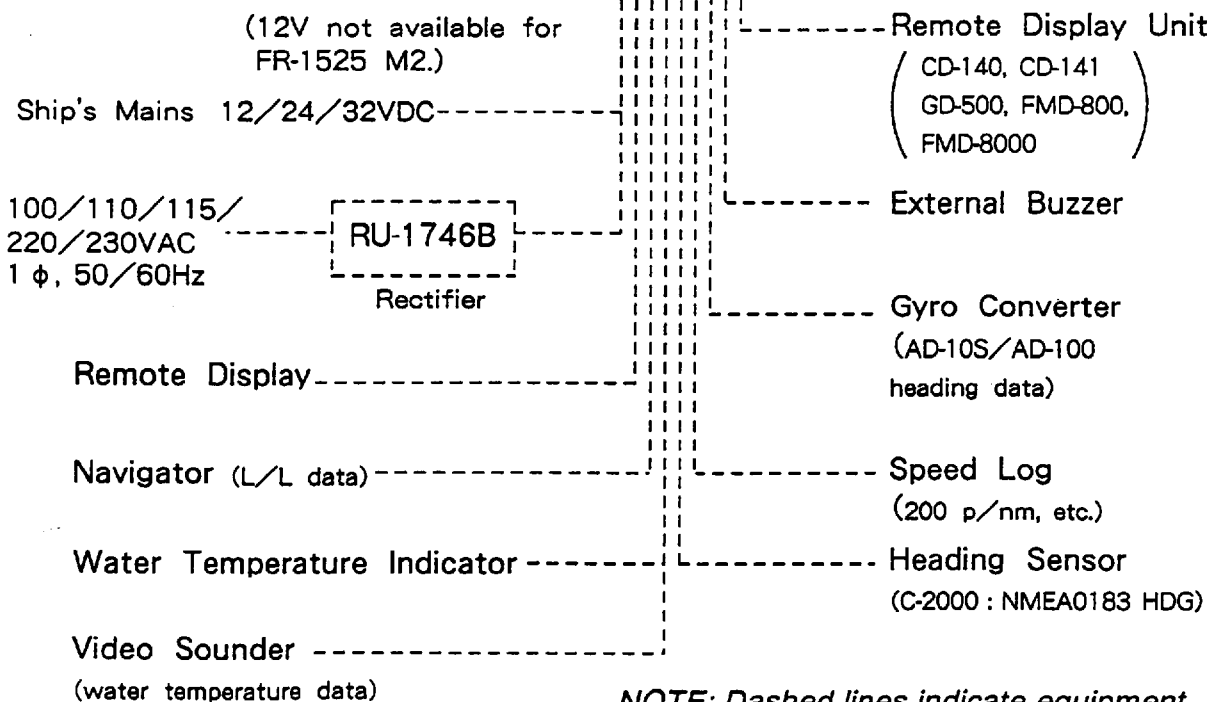 (12V not available for
FR-1525 M2.)
Ship's Mains 12/24/32VDC
100/110/115/
220/230VAC
1 φ, 50/60Hz
RU-1746B
Rectifier
Remote Display
Navigator (L/L data)
Water Temperature Indicator
Video Sounder
(water temperature data)
Remote Display Unit
(CD-140, CD-141
GD-500, FMD-800,
FMD-8000)
External Buzzer
Gyro Converter
(AD-10S/AD-100
heading data)
Speed Log
(200 p/nm, etc.)
Heading Sensor
(C-2000 : NMEA0183 HDG)
NOTE: Dashed lines indicate equipment